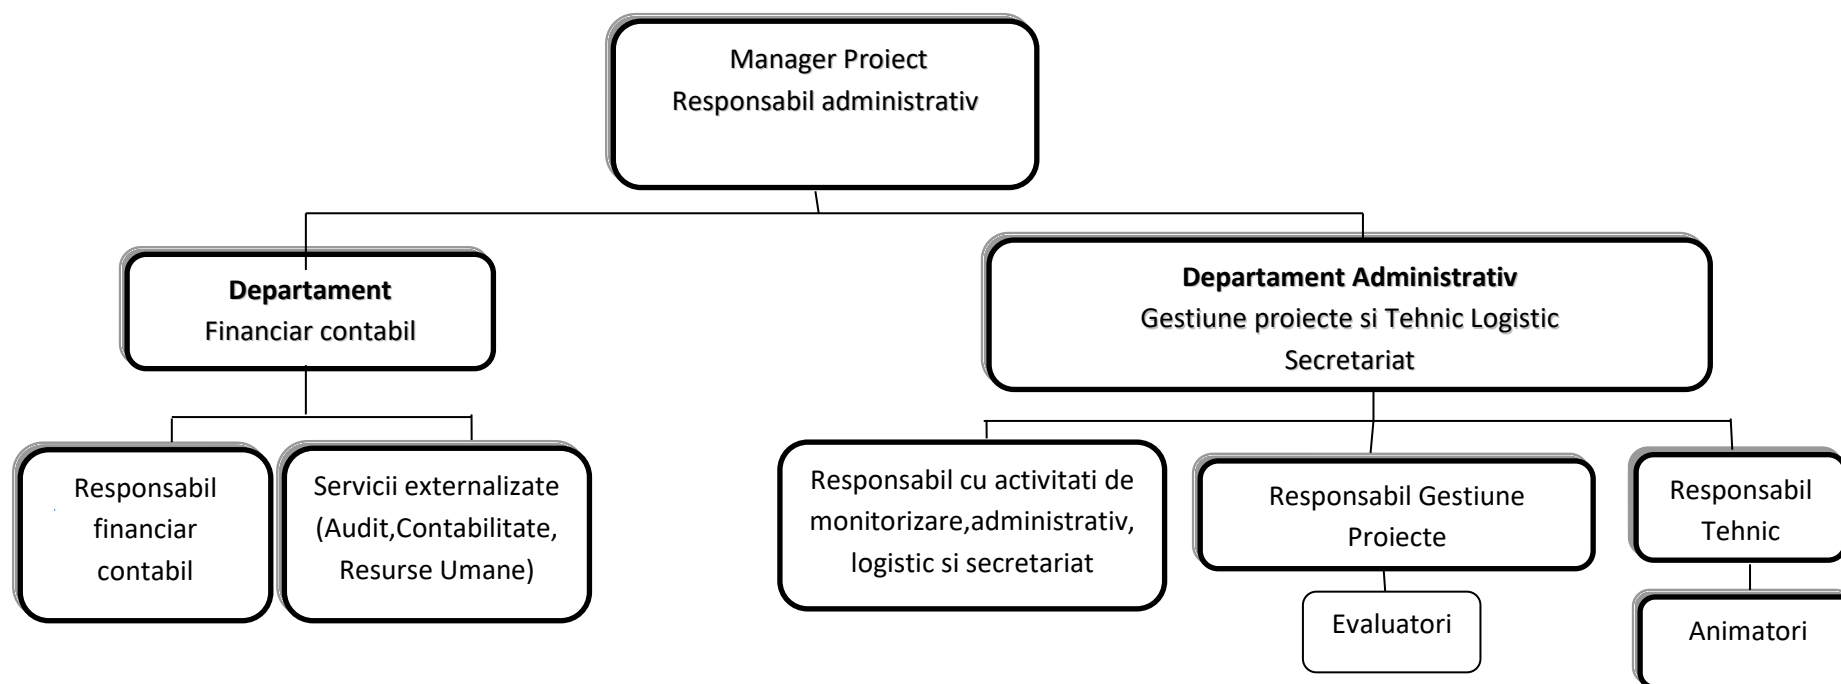 Manager Proiect
Responsabil administrativ
Departament
Financiar contabil
Departament Administrativ
Gestiune proiecte si Tehnic Logistic
Secretariat
Responsabil
financiar
contabil
Servicii externalizate
(Audit,Contabilitate,
Resurse Umane)
Responsabil cu activitati de
monitorizare,administrativ,
logistic si secretariat
Responsabil Gestiune
Proiecte
Responsabil
Tehnic
Evaluatori
Animatori